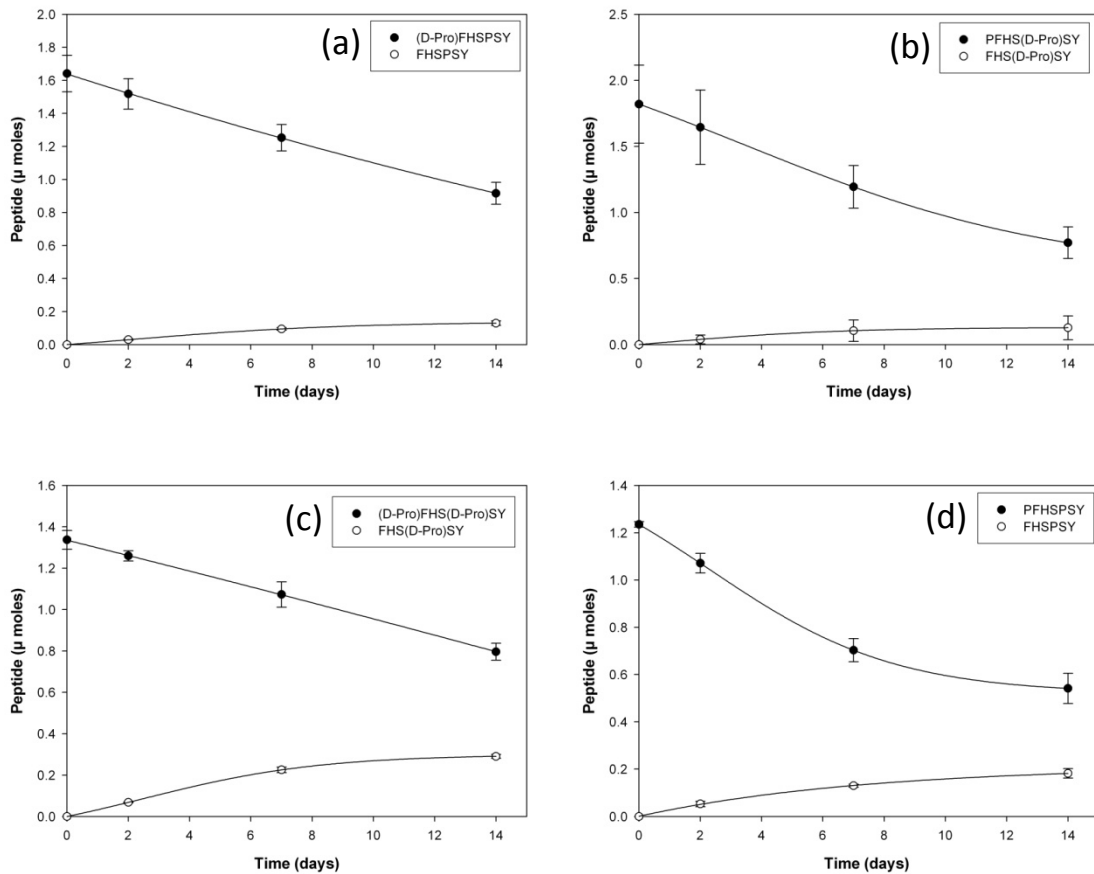 (a)
(D-Pro)FHSPSY
FHSPSY
Peptide (µ moles)
2.0
1.8
1.6
1.4
1.2
1.0
0.8
0.6
0.4
0.2
0.0
0 2 4 6 8 10 12 14
Time (days)
(b)
PFHS(D-Pro)SY
FHS(D-Pro)SY
Peptide (µ moles)
2.5
2.0
1.5
1.0
0.5
0.0
0 2 4 6 8 10 12 14
Time (days)
(c)
(D-Pro)FHS(D-Pro)SY
FHS(D-Pro)SY
Peptide (µ moles)
1.6
1.4
1.2
1.0
0.8
0.6
0.4
0.2
0.0
0 2 4 6 8 10 12 14
Time (days)
(d)
PFHSPSY
FHSPSY
Peptide (µ moles)
1.4
1.2
1.0
0.8
0.6
0.4
0.2
0.0
0 2 4 6 8 10 12 14
Time (days)